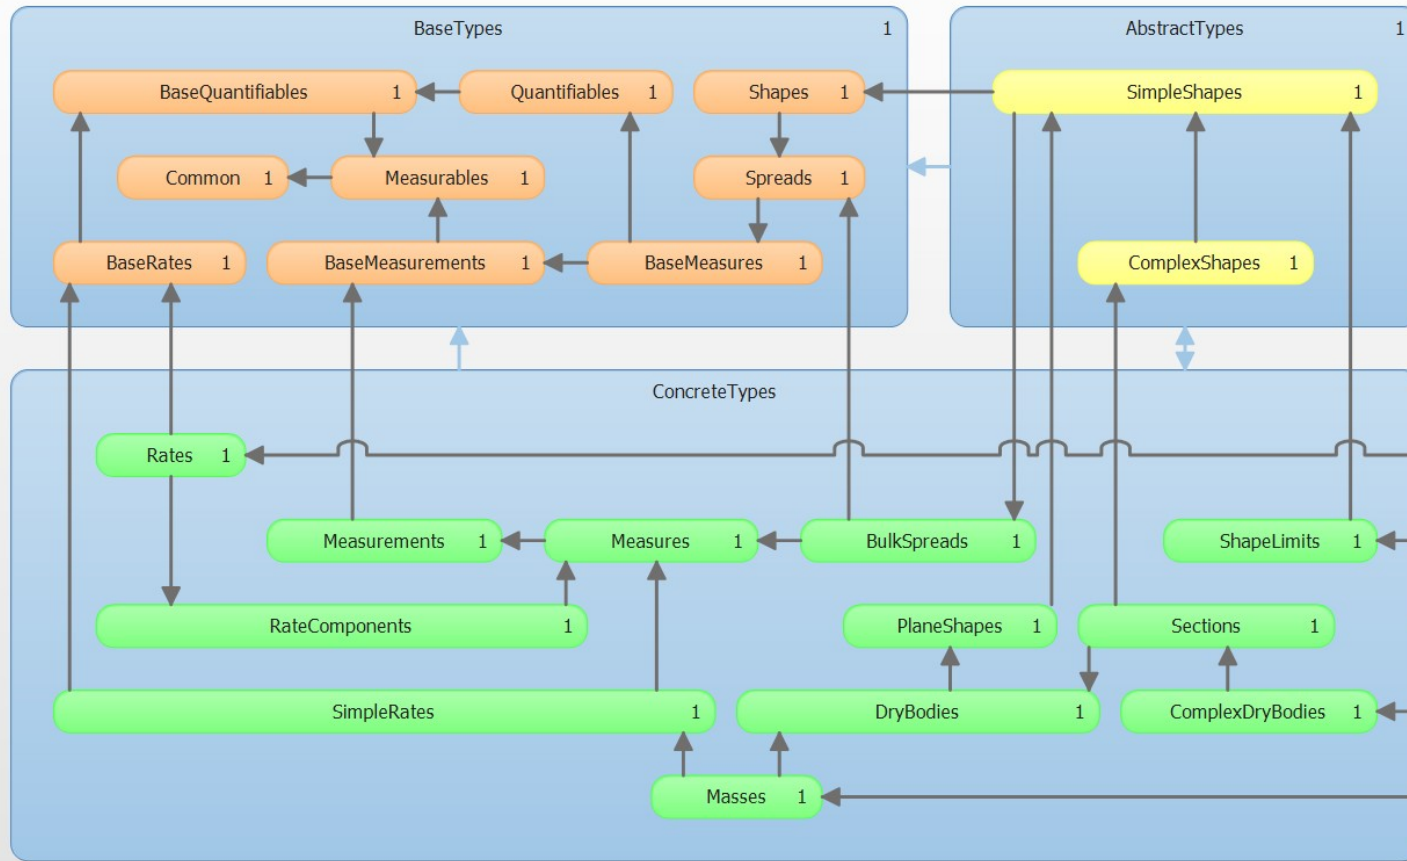 BaseTypes 1
AbstractTypes 1
BaseQuantifiables 1
Quantifiables 1
Shapes 1
SimpleShapes 1
Common 1
Measurables 1
Spreads 1
BaseRates 1
BaseMeasurements 1
BaseMeasures 1
ComplexShapes 1
ConcreteTypes
Rates 1
Measurements 1
Measures 1
BulkSpreads 1
ShapeLimits 1
RateComponents 1
PlaneShapes 1
Sections 1
SimpleRates 1
DryBodies 1
ComplexDryBodies 1
Masses 1